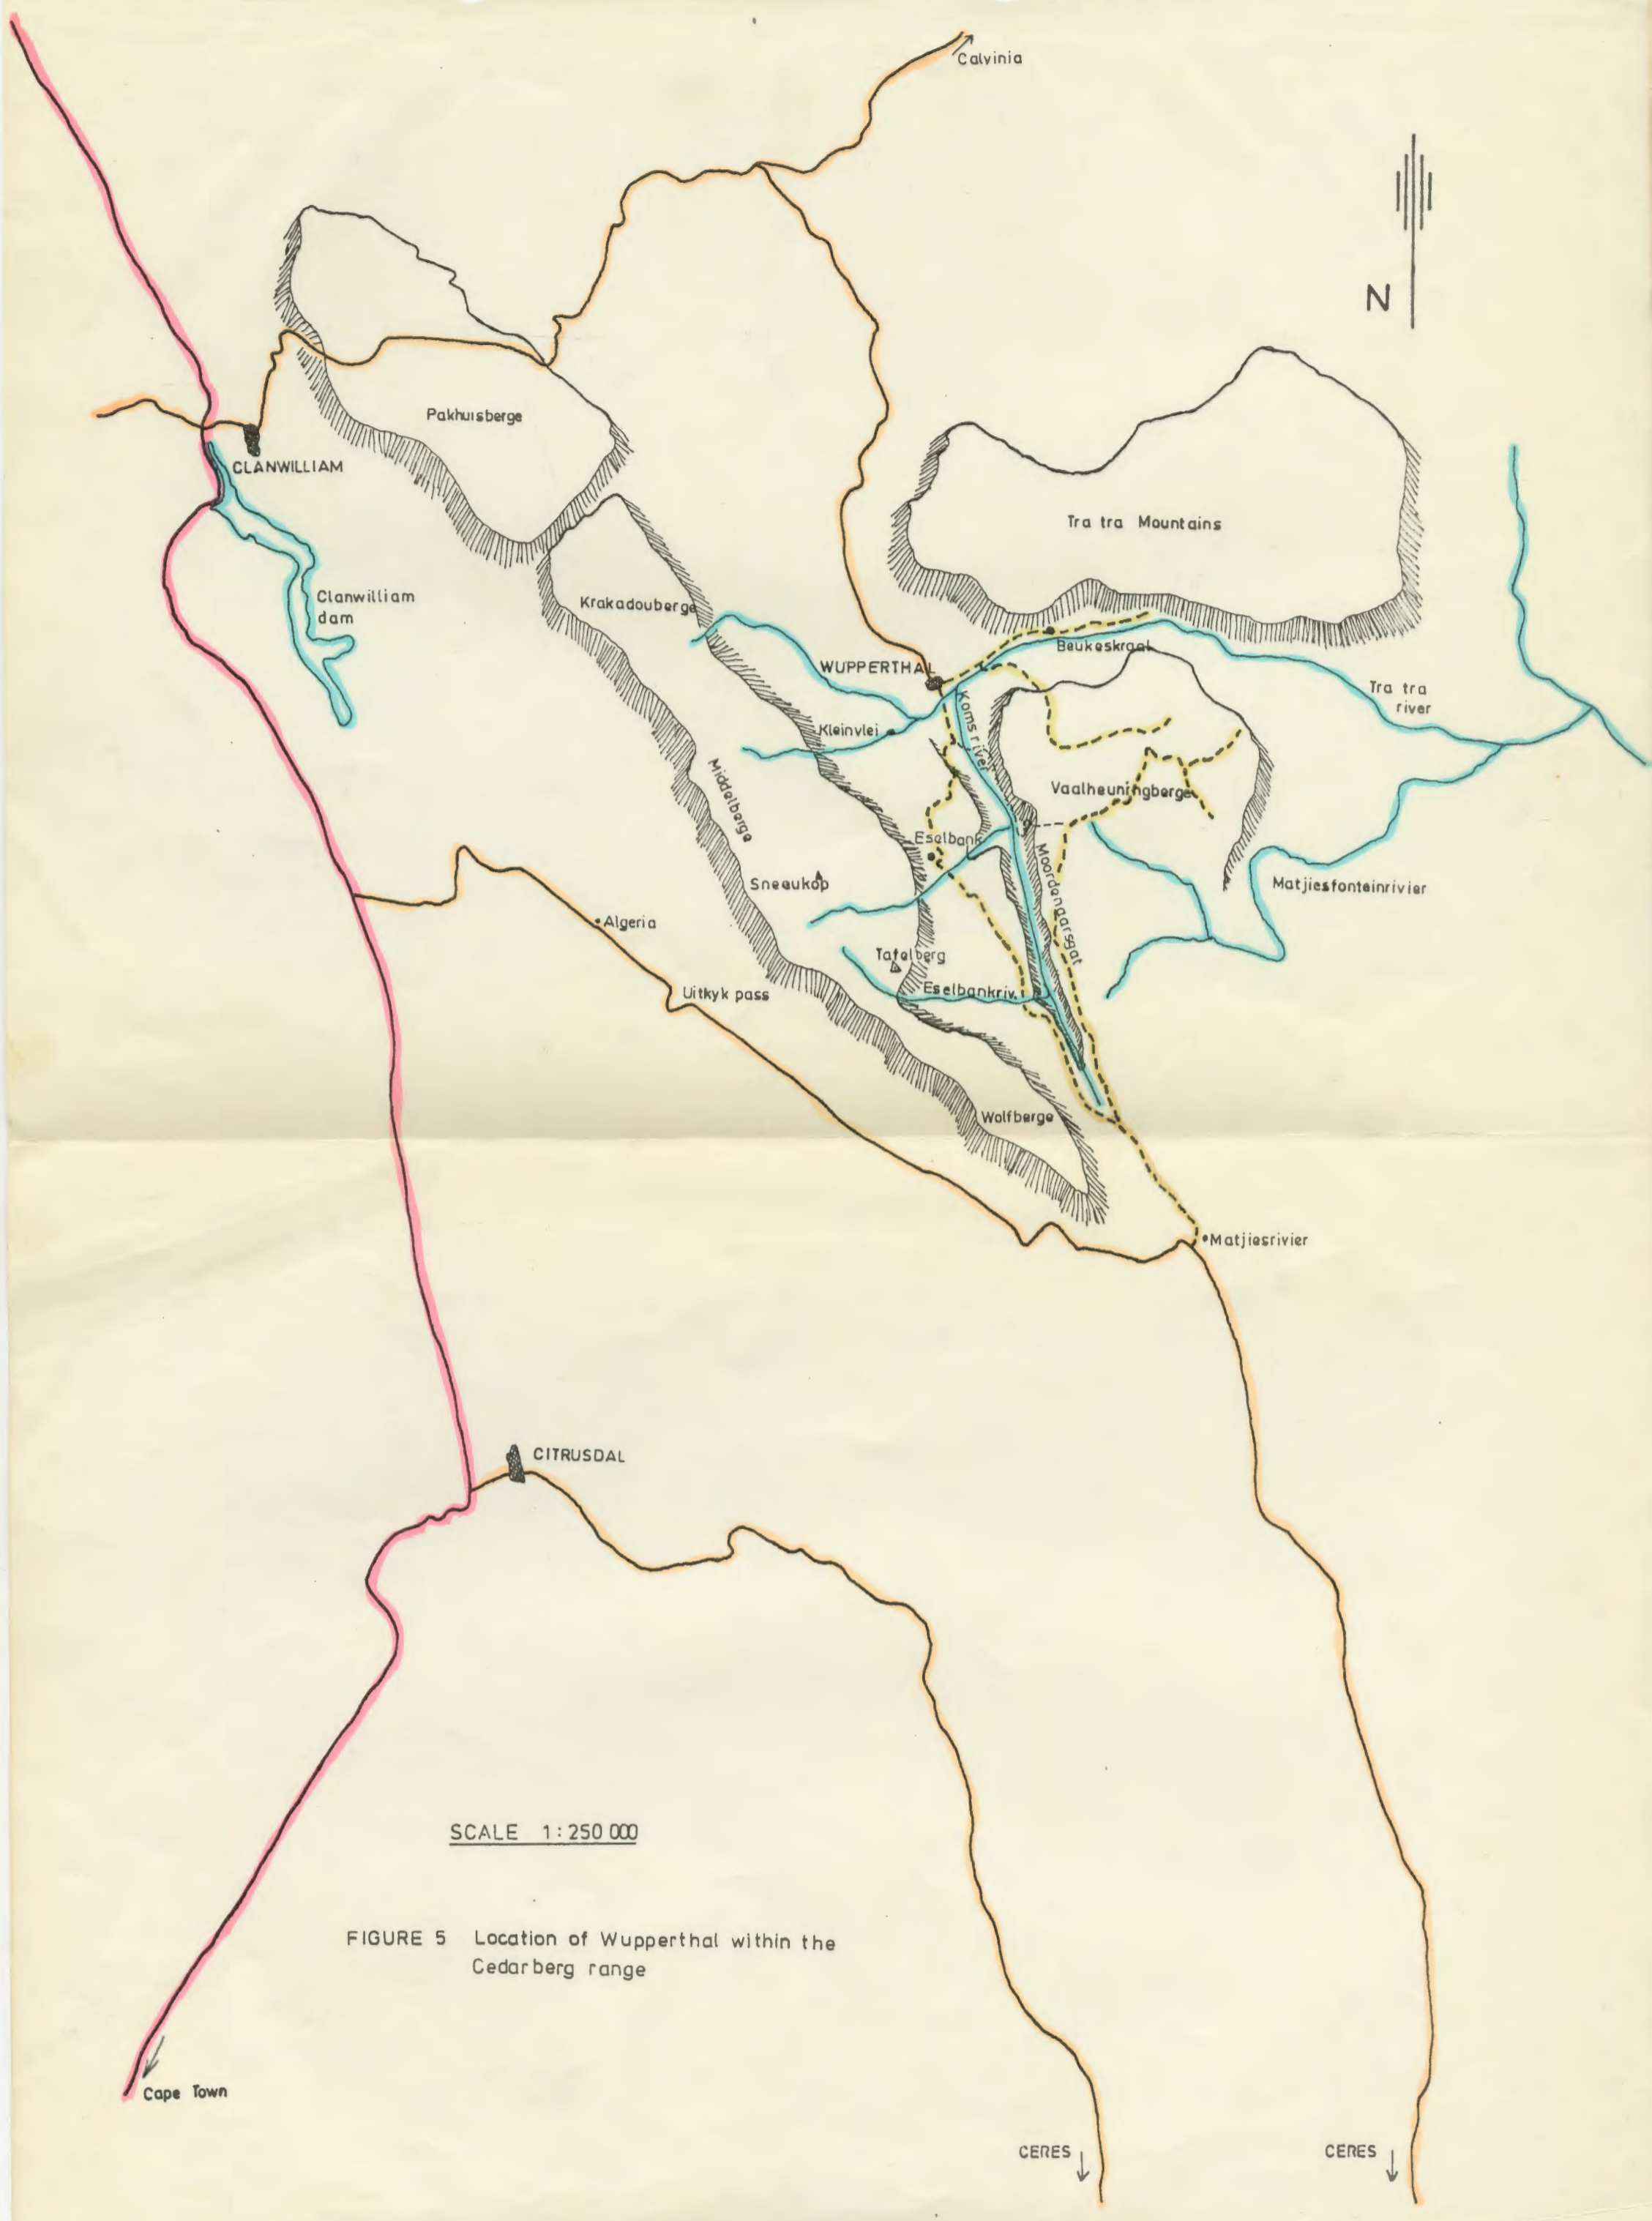 Calvinia
N
Pakhuisberge
CLANWILLIAM
Tra tra Mountains
Clanwilliam
dam
Krakadouberge
Beukeskraal
WUPPERTHAL
Tra tra
river
Koms river
Kleinvlei
Middelberge
Vaalheuningberge
Eselbank
Moordenaarsgat
Sneeukop
Matjiesfonteinrivier
Algeria
Tafelberg
Uitkyk pass
Eselbankriv.
Wolfberge
Matjiesrivier
CITRUSDAL
SCALE 1:250 000
FIGURE 5 Location of Wupperthal within the
Cedarberg range
Cape Town
CERES
CERES